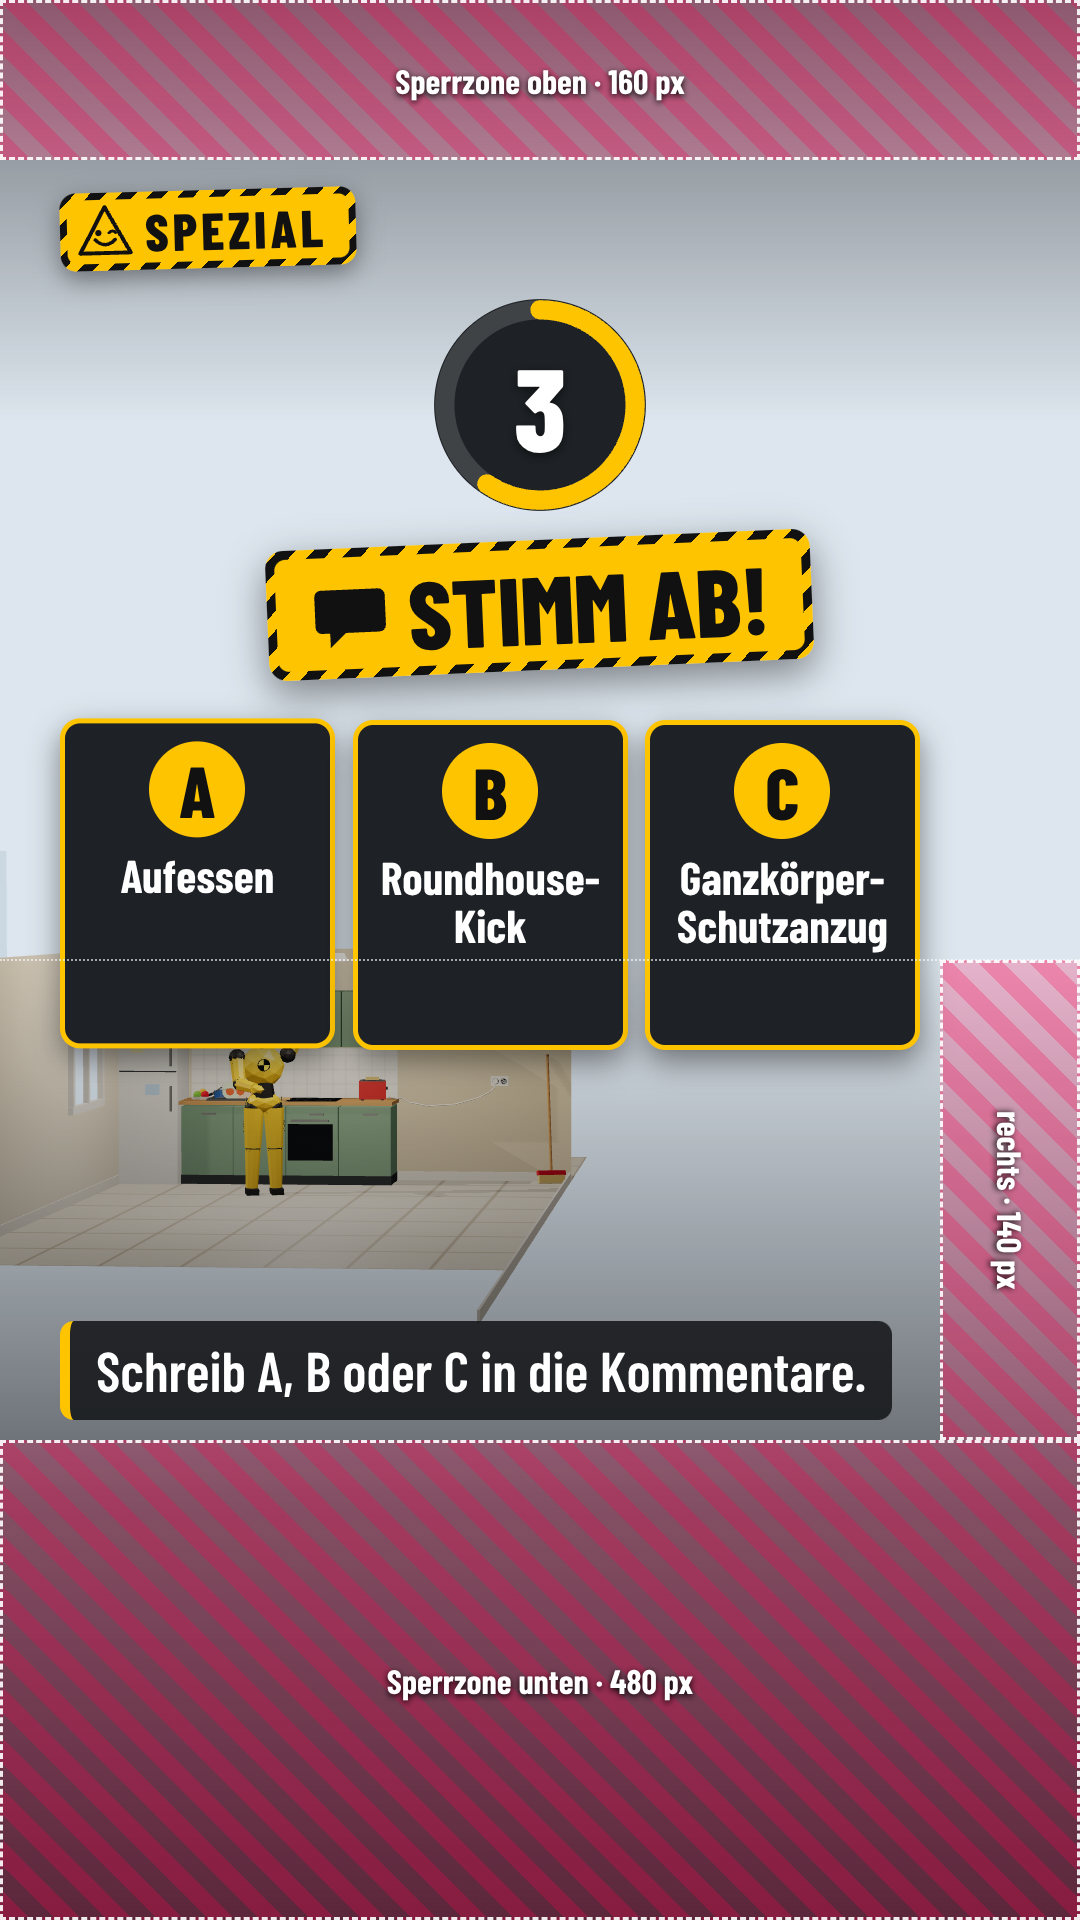 Sperrzone oben · 160 px
SPEZIAL
3
STIMM AB!
A
Aufessen
B
Roundhouse-
Kick
C
Ganzkörper-
Schutzanzug
rechts · 140 px
Schreib A, B oder C in die Kommentare.
Sperrzone unten · 480 px